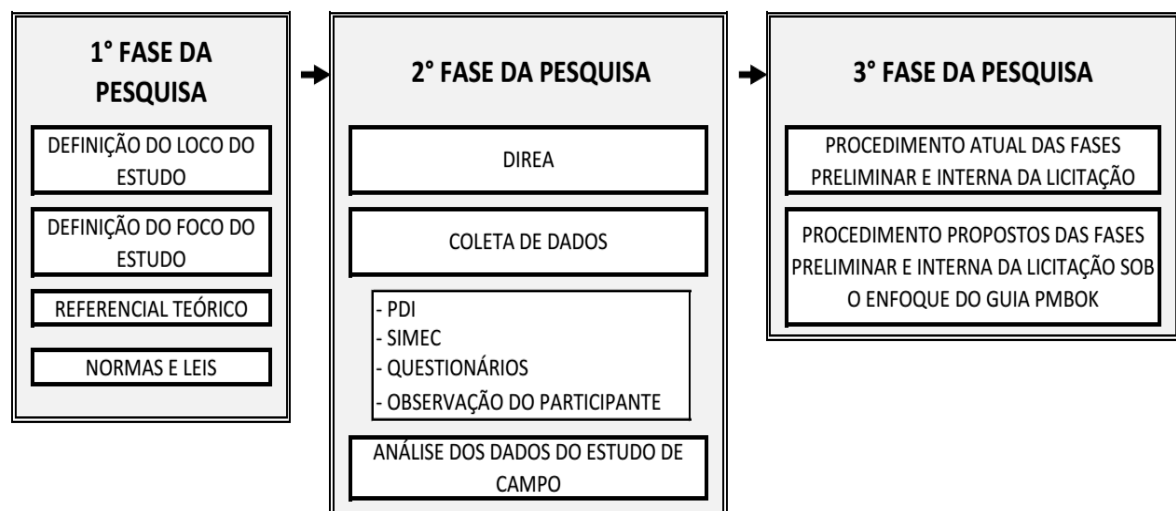 1° FASE DA
PESQUISA
DEFINIÇÃO DO LOCO DO
ESTUDO
DEFINIÇÃO DO FOCO DO
ESTUDO
REFERENCIAL TEÓRICO
NORMAS E LEIS
2° FASE DA PESQUISA
DIREA
COLETA DE DADOS
- PDI
- SIMEC
- QUESTIONÁRIOS
- OBSERVAÇÃO DO PARTICIPANTE
ANÁLISE DOS DADOS DO ESTUDO DE
CAMPO
3° FASE DA PESQUISA
PROCEDIMENTO ATUAL DAS FASES
PRELIMINAR E INTERNA DA LICITAÇÃO
PROCEDIMENTO PROPOSTOS DAS FASES
PRELIMINAR E INTERNA DA LICITAÇÃO SOB
O ENFOQUE DO GUIA PMBOK